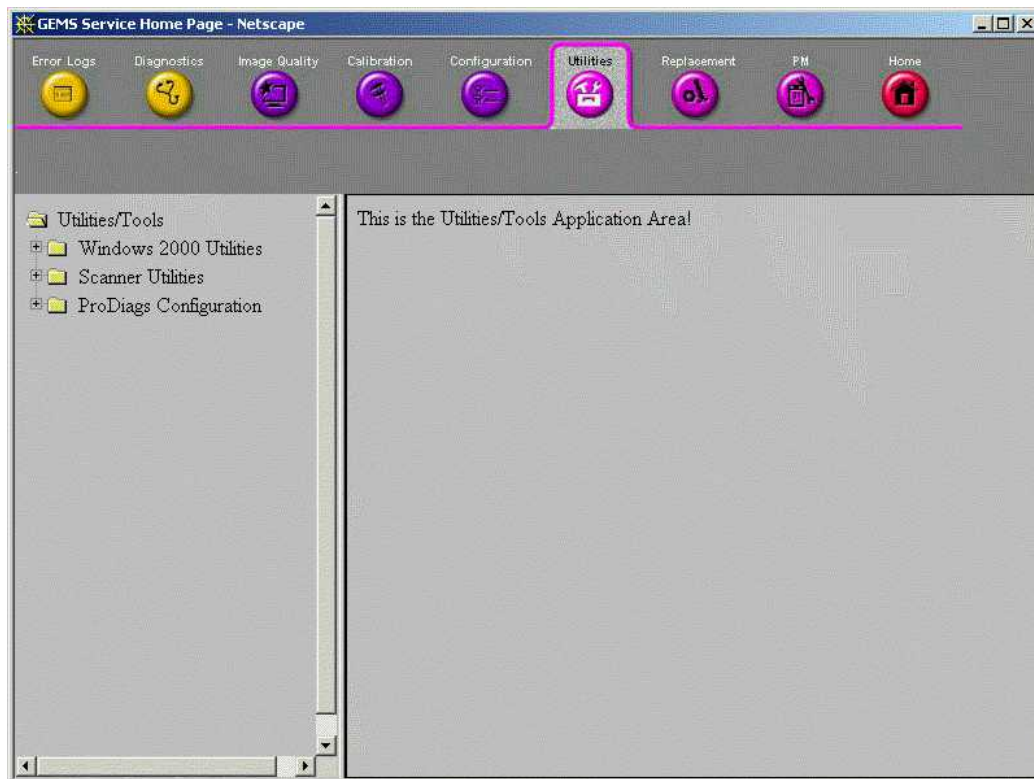 GEMS Service Home Page - Netscape
Error Logs
Diagnostics
Image Quality
Calibration
Configuration
Utilities
Replacement
PM
Home
Utilities/Tools
Windows 2000 Utilities
Scanner Utilities
ProDiags Configuration
This is the Utilities/Tools Application Area!